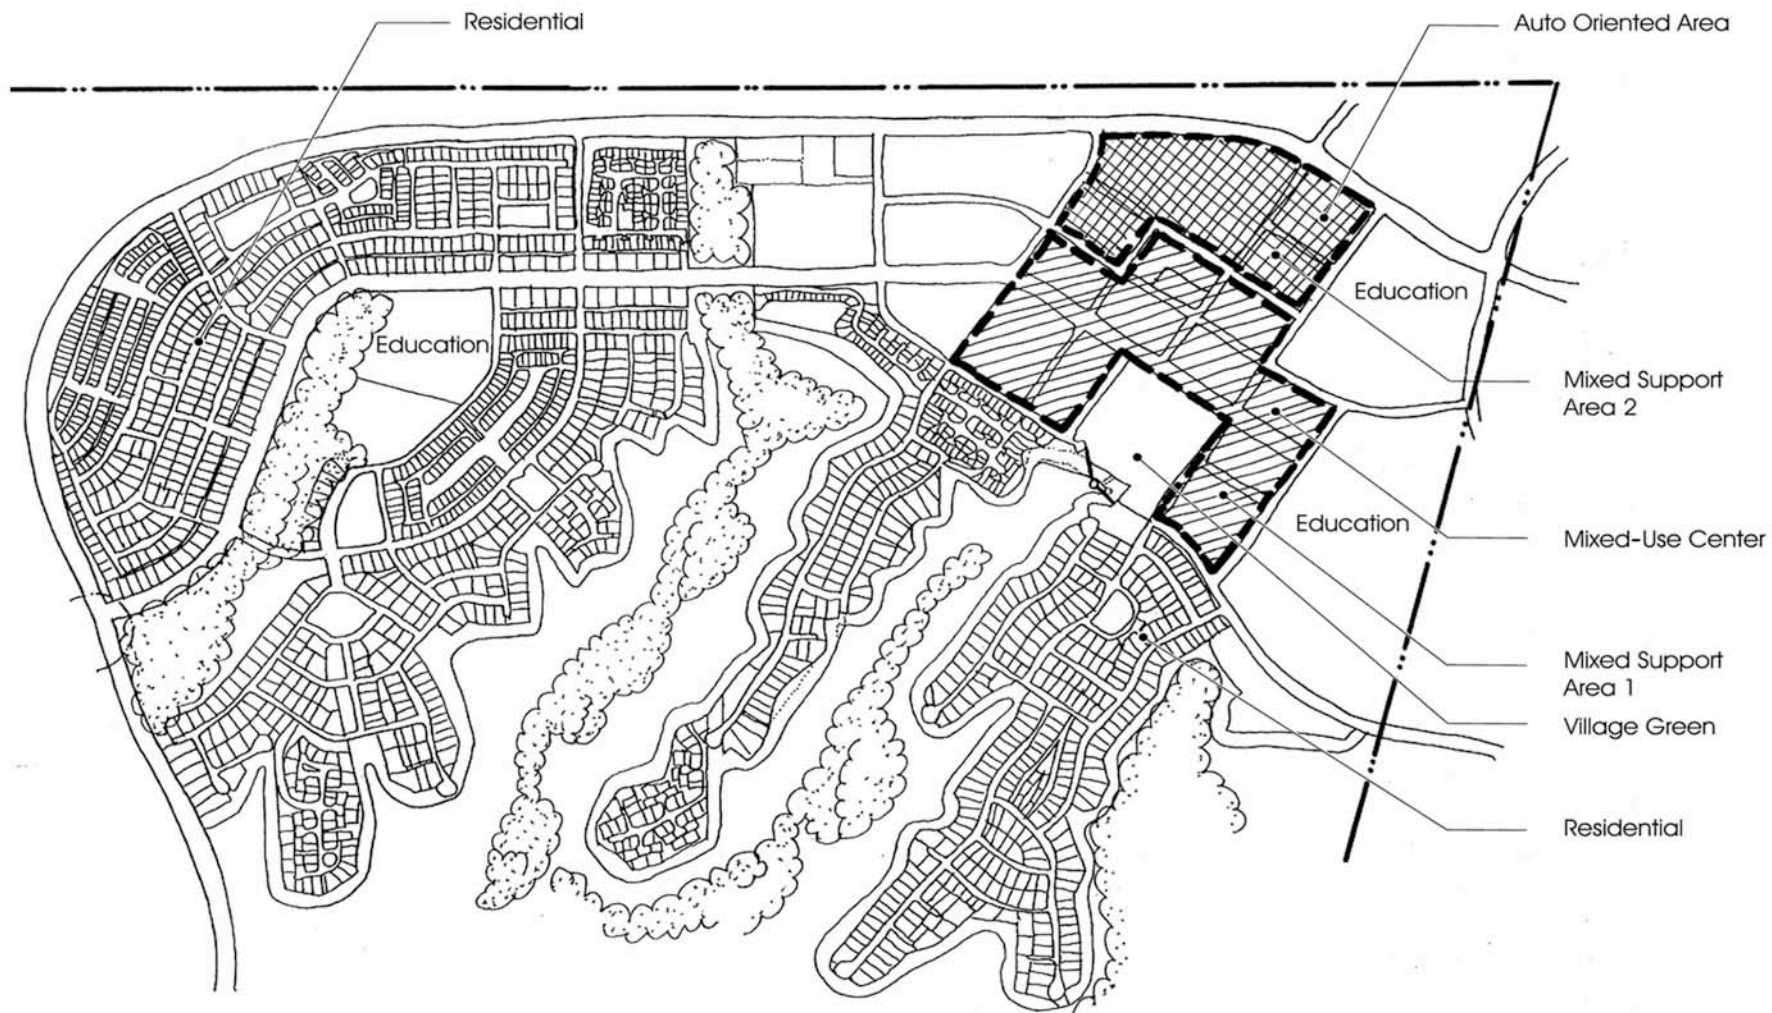 Residential
Auto Oriented Area
Education
Education
Mixed Support
Area 2
Education
Mixed-Use Center
Mixed Support
Area 1
Village Green
Residential